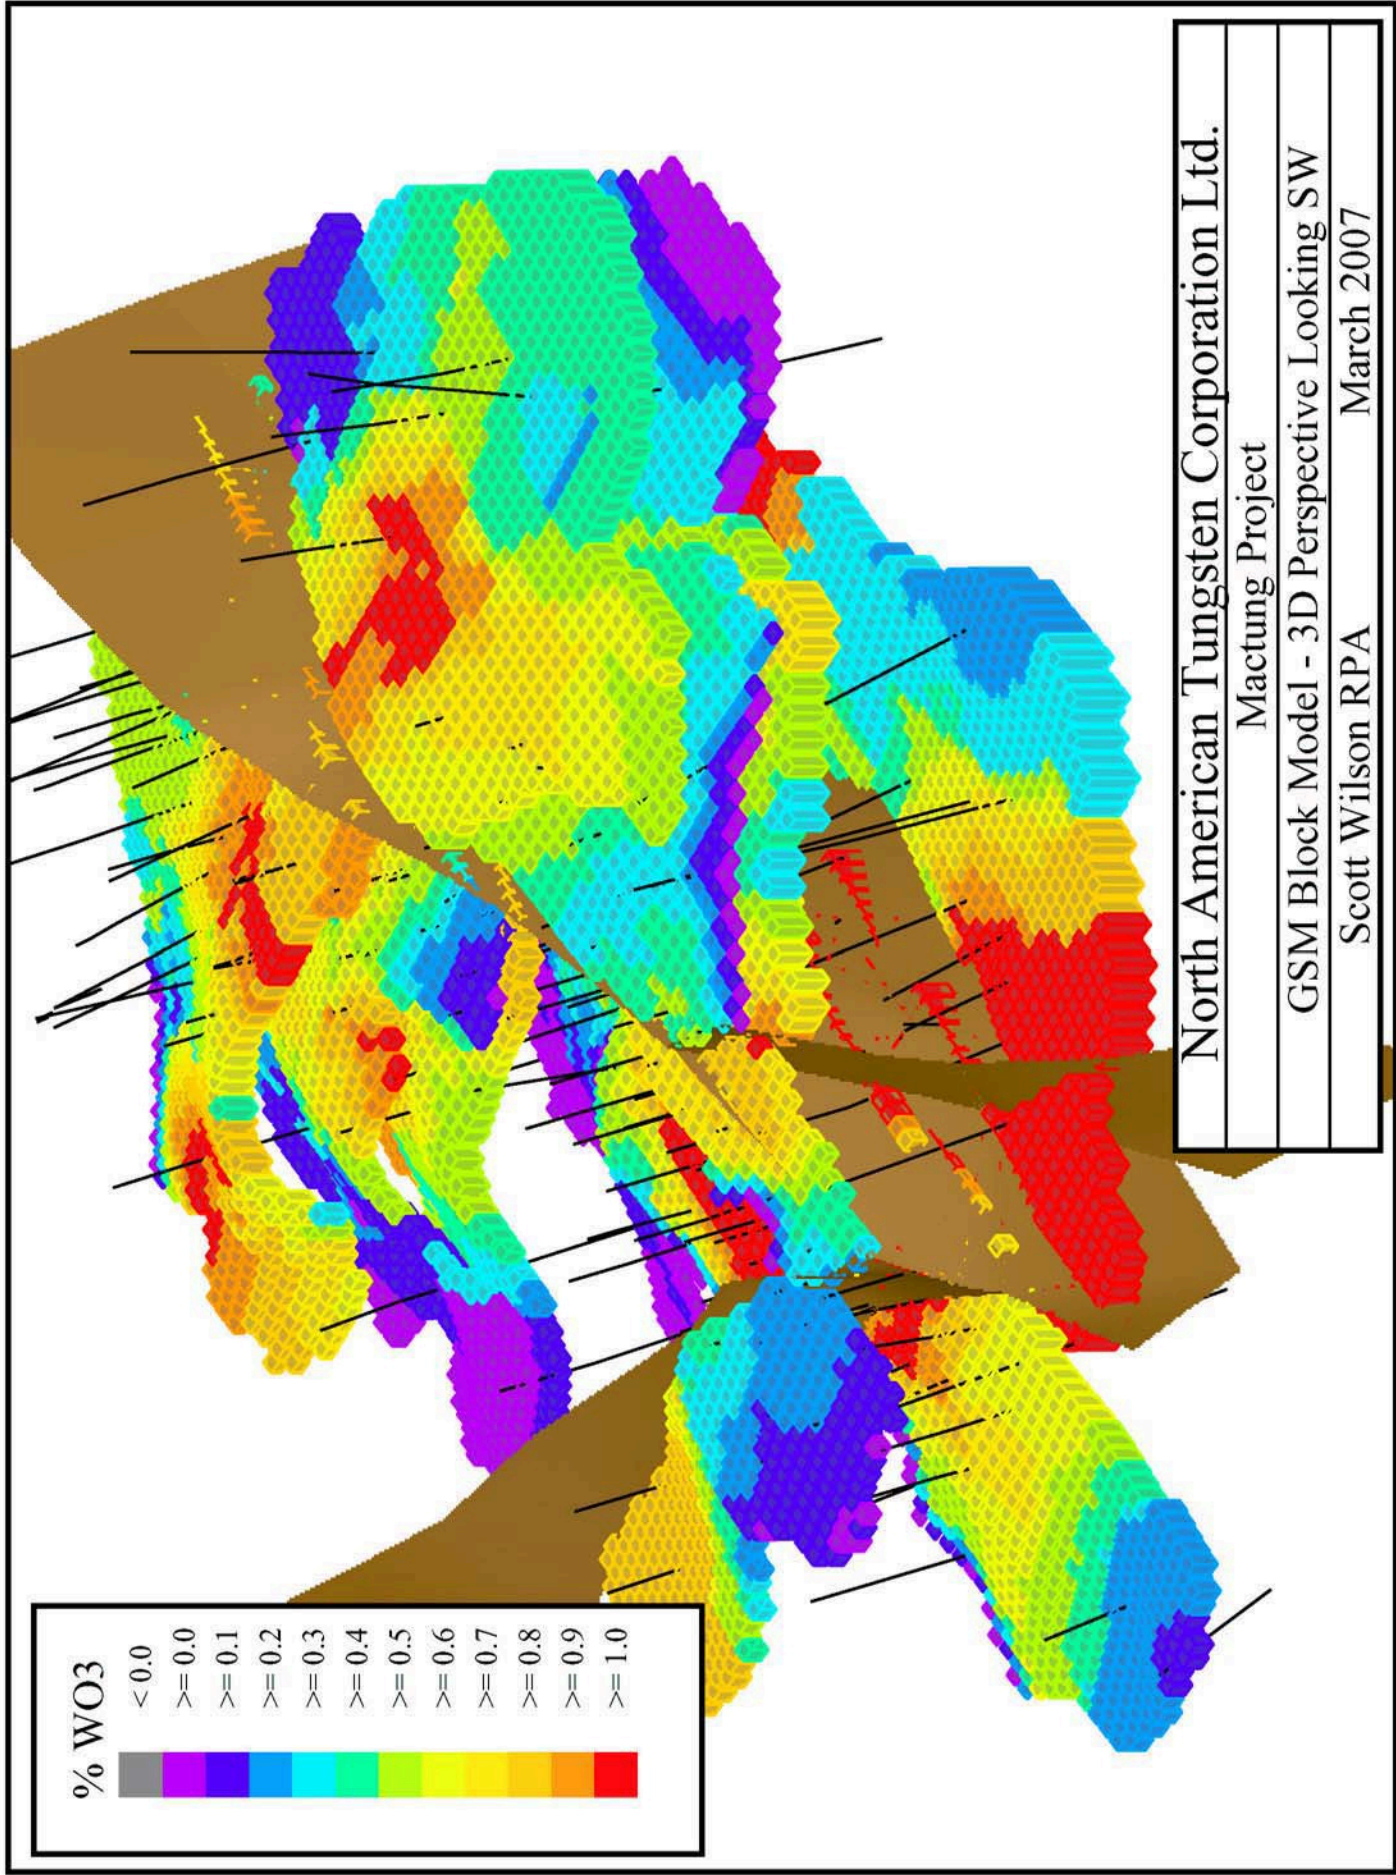 % WO3
< 0.0
>= 0.0
>= 0.1
>= 0.2
>= 0.3
>= 0.4
>= 0.5
>= 0.6
>= 0.7
>= 0.8
>= 0.9
>= 1.0
North American Tungsten Corporation Ltd.
Mactung Project
GSM Block Model - 3D Perspective Looking SW
Scott Wilson RPA March 2007